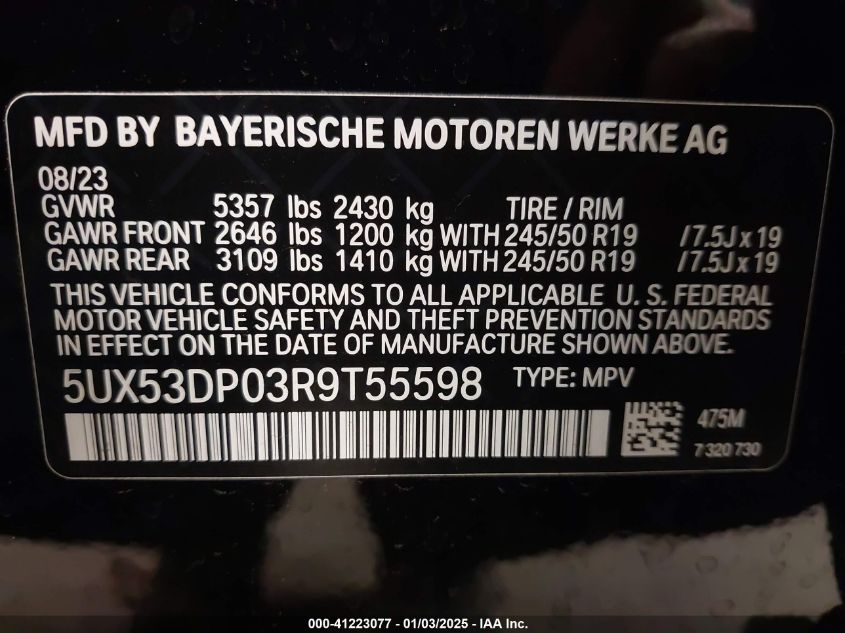 MFD BY BAYERISCHE MOTOREN WERKE AG
08/23
GVWR 5357 lbs 2430 kg TIRE / RIM
GAWR FRONT 2646 lbs 1200 kg WITH 245/50 R19 / 7.5J x 19
GAWR REAR 3109 lbs 1410 kg WITH 245/50 R19 / 7.5J x 19
THIS VEHICLE CONFORMS TO ALL APPLICABLE U. S. FEDERAL
MOTOR VEHICLE SAFETY AND THEFT PREVENTION STANDARDS
IN EFFECT ON THE DATE OF MANUFACTURE SHOWN ABOVE.
5UX53DP03R9T55598 TYPE: MPV
475M
7 320 730
000-41223077 - 01/03/2025 - IAA Inc.